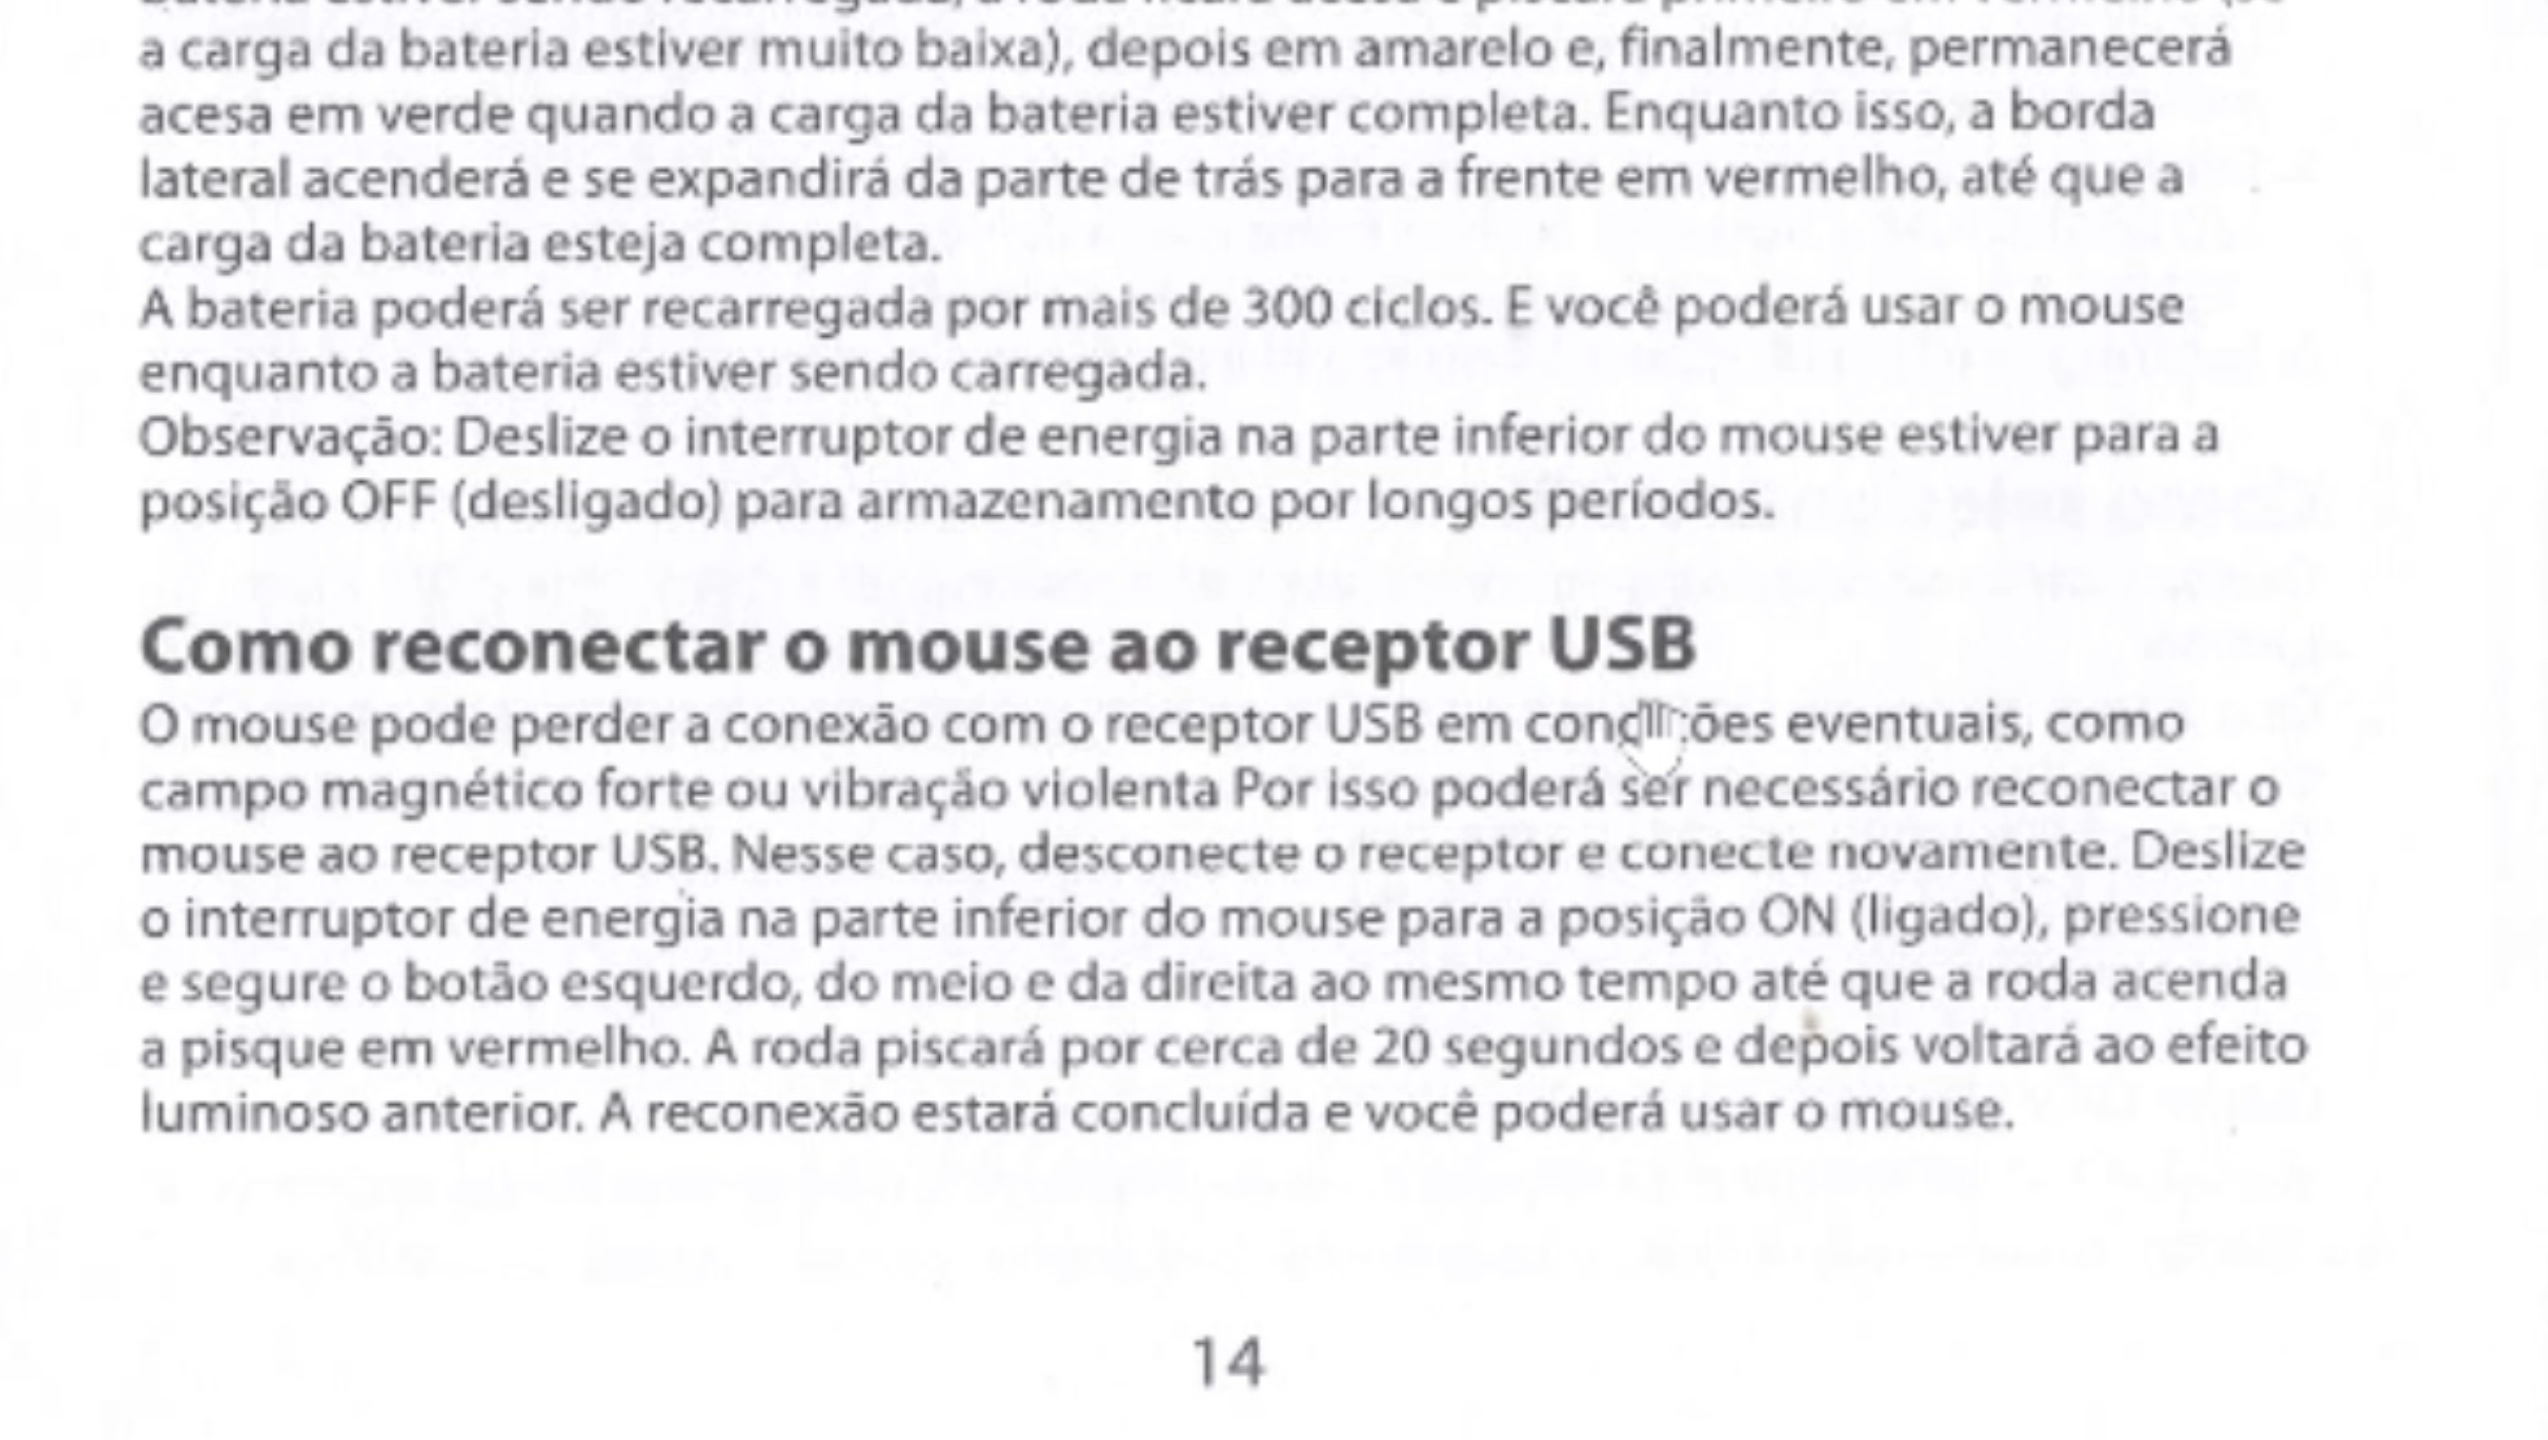 a carga da bateria estiver muito baixa), depois em amarelo e, finalmente, permanecerá
acesa em verde quando a carga da bateria estiver completa. Enquanto isso, a borda
lateral acenderá e se expandirá da parte de trás para a frente em vermelho, até que a
carga da bateria esteja completa.
A bateria poderá ser recarregada por mais de 300 ciclos. E você poderá usar o mouse
enquanto a bateria estiver sendo carregada.
Observação: Deslize o interruptor de energia na parte inferior do mouse estiver para a
posição OFF (desligado) para armazenamento por longos períodos.
Como reconectar o mouse ao receptor USB
O mouse pode perder a conexão com o receptor USB em condições eventuais, como
campo magnético forte ou vibração violenta Por isso poderá ser necessário reconectar o
mouse ao receptor USB. Nesse caso, desconecte o receptor e conecte novamente. Deslize
o interruptor de energia na parte inferior do mouse para a posição ON (ligado), pressione
e segure o botão esquerdo, do meio e da direita ao mesmo tempo até que a roda acenda
a pisque em vermelho. A roda piscará por cerca de 20 segundos e depois voltará ao efeito
luminoso anterior. A reconexão estará concluída e você poderá usar o mouse.
14